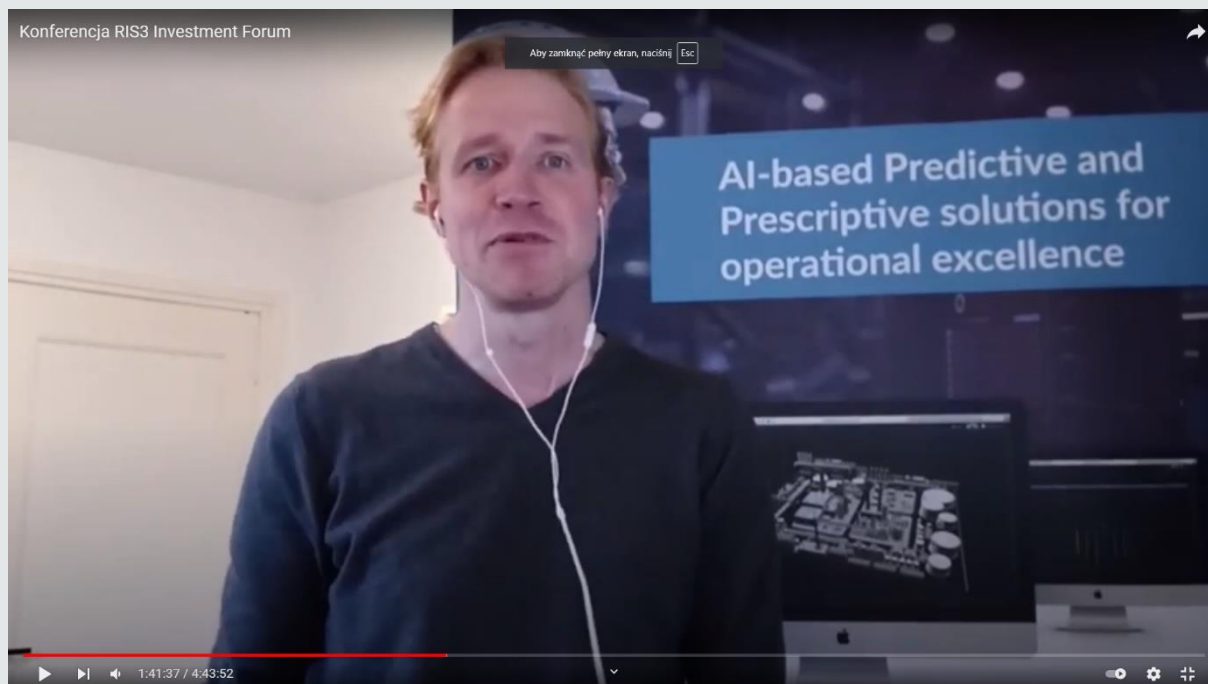 Konferencja RIS3 Investment Forum
Aby zamknąć pełny ekran, naciśnij Esc
AI-based Predictive and
Prescriptive solutions for
operational excellence
1:41:37 / 4:43:52